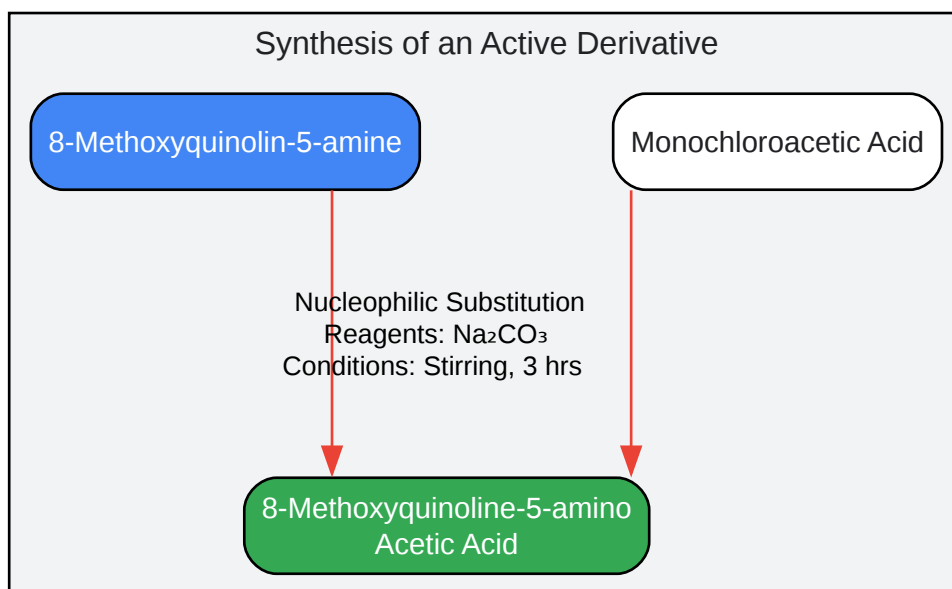 Synthesis of an Active Derivative
8-Methoxyquinolin-5-amine
Monochloroacetic Acid
Nucleophilic Substitution
Reagents: Na₂CO₃
Conditions: Stirring, 3 hrs
8-Methoxyquinoline-5-amino
Acetic Acid